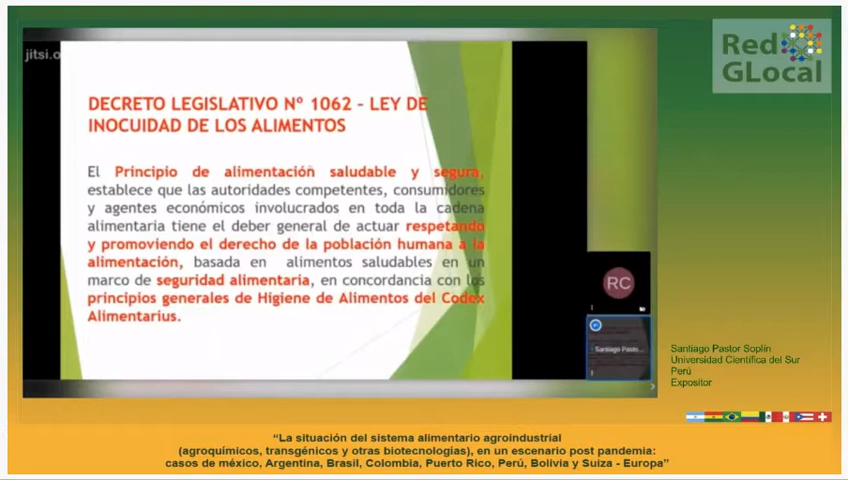 jitsi.o
Red
GLocal
DECRETO LEGISLATIVO Nº 1062 – LEY DE
INOCUIDAD DE LOS ALIMENTOS
El Principio de alimentación saludable y segura,
establece que las autoridades competentes, consumidores
y agentes económicos involucrados en toda la cadena
alimentaria tiene el deber general de actuar respetando
y promoviendo el derecho de la población humana a la
alimentación, basada en alimentos saludables en un
marco de seguridad alimentaria, en concordancia con los
principios generales de Higiene de Alimentos del Codex
Alimentarius.
RC
Santiago Pasto...
Santiago Pastor Soplín
Universidad Científica del Sur
Perú
Expositor
“La situación del sistema alimentario agroindustrial
(agroquímicos, transgénicos y otras biotecnologías), en un escenario post pandemia:
casos de méxico, Argentina, Brasil, Colombia, Puerto Rico, Perú, Bolivia y Suiza - Europa”